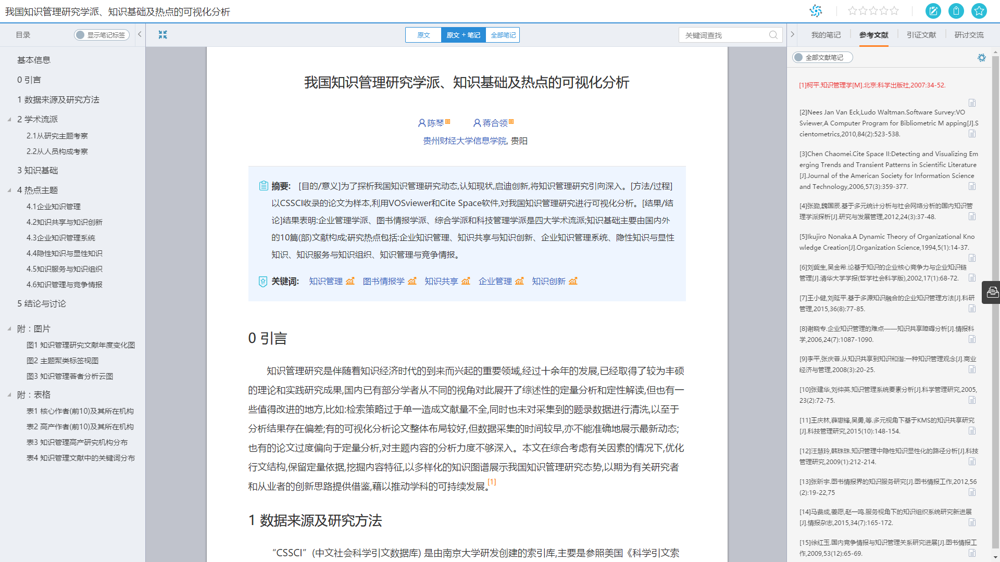 我国知识管理研究学派、知识基础及热点的可视化分析
目录
显示笔记标签
原文
原文 + 笔记
全部笔记
关键词查找
我的笔记
参考文献
引证文献
研讨交流
基本信息
0 引言
1 数据来源及研究方法
2 学术流派
2.1从研究主题考察
2.2从人员构成考察
3 知识基础
4 热点主题
4.1企业知识管理
4.2知识共享与知识创新
4.3企业知识管理系统
4.4隐性知识与显性知识
4.5知识服务与知识组织
4.6知识管理与竞争情报
5 结论与讨论
附：图片
图1 知识管理研究文献年度变化图
图2 主题聚类标签视图
图3 知识管理著者分析云图
附：表格
表1 核心作者(前10)及其所在机构
表2 高产作者(前10)及其所在机构
表3 知识管理高产研究机构分布
表4 知识管理文献中的关键词分布
我国知识管理研究学派、知识基础及热点的可视化分析
陈琴 蒋合领
贵州财经大学信息学院, 贵阳
摘要: [目的/意义]为了探析我国知识管理研究动态,认知现状,启迪创新,将知识管理研究引向深入。[方法/过程]
以CSSCI收录的论文为样本,利用VOSviewer和Cite Space软件,对我国知识管理研究进行可视化分析。[结果/结
论]结果表明:企业管理学派、图书情报学派、综合学派和科技管理学派是四大学术流派;知识基础主要由国内外
的10篇(部)文献构成;研究热点包括:企业知识管理、知识共享与知识创新、企业知识管理系统、隐性知识与显性
知识、知识服务与知识组织、知识管理与竞争情报。
关键词: 知识管理 图书情报学 知识共享 企业管理 知识创新
0 引言
知识管理研究是伴随着知识经济时代的到来而兴起的重要领域,经过十余年的发展,已经取得了较为丰硕
的理论和实践研究成果,国内已有部分学者从不同的视角对此展开了综述性的定量分析和定性解读,但也有一
些值得改进的地方,比如:检索策略过于单一造成文献量不全,同时也未对采集到的题录数据进行清洗,以至于
分析结果存在偏差;有的可视化分析论文整体布局较好,但数据采集的时间较早,亦不能准确地展示最新动态;
也有的论文过度偏向于定量分析,对主题内容的分析力度不够深入。本文在综合考虑有关因素的情况下,优化
行文结构,保留定量依据,挖掘内容特征,以多样化的知识图谱展示我国知识管理研究态势,以期为有关研究者
和从业者的创新思路提供借鉴,藉以推动学科的可持续发展。[1]
1 数据来源及研究方法
“CSSCI”(中文社会科学引文数据库) 是由南京大学研发创建的索引库,主要是参照美国《科学引文索
全部文献笔记
[1]柯平.知识管理学[M].北京:科学出版社,2007:34-52.
[2]Nees Jan Van Eck,Ludo Waltman.Software Survey:VO
Sviewer,A Computer Program for Bibliometric M apping[J].S
cientometrics,2010,84(2):523-538.
[3]Chen Chaomei.Cite Space II:Detecting and Visualizing Em
erging Trends and Transient Patterns in Scientific Literature
[J].Journal of the American Society for Information Science
and Technology,2006,57(3):359-377.
[4]张勤,魏国辰.基于多元统计分析与社会网络分析的国内知识管
理学派探析[J].研究与发展管理,2012,24(3):37-48.
[5]Ikujiro Nonaka.A Dynamic Theory of Organizational Kno
wledge Creation[J].Organization Science,1994,5(1):14-37.
[6]刘冀生,吴金希.论基于知识的企业核心竞争力与企业知识链
管理[J].清华大学学报(哲学社会科学版),2002,17(1):68-72.
[7]王小健,刘延平.基于多源知识融合的企业知识管理方法[J].科研
管理,2015,36(8):77-85.
[8]谢晓专.企业知识管理的难点——知识共享障碍分析[J].情报科
学,2006,24(7):1087-1090.
[9]李平,张庆普.从知识共享到知识和谐:一种知识管理观念[J].商业
经济与管理,2008(3):20-25.
[10]张建华,刘仲英.知识管理系统要素分析[J].科学管理研究,2005,
23(2):72-75.
[11]王庆林,薛惠锋,吴勇,等.多元视角下基于KMS的知识共享研究
[J].科技管理研究,2015(10):148-154.
[12]汪慧玲,韩珠珠.知识管理中隐性知识显性化的路径分析[J].科技
管理研究,2009(1):212-214.
[13]张昕宇.图书情报界的知识服务研究[J].图书情报工作,2012,56
(2):19-22,75
[14]马费成,姜愿,赵一鸣.服务视角下的知识组织系统研究新进展
[J].情报杂志,2015,34(7):165-172.
[15]徐红玉.国内竞争情报与知识管理关系研究进展[J].图书情报工
作,2009,53(12):65-69.